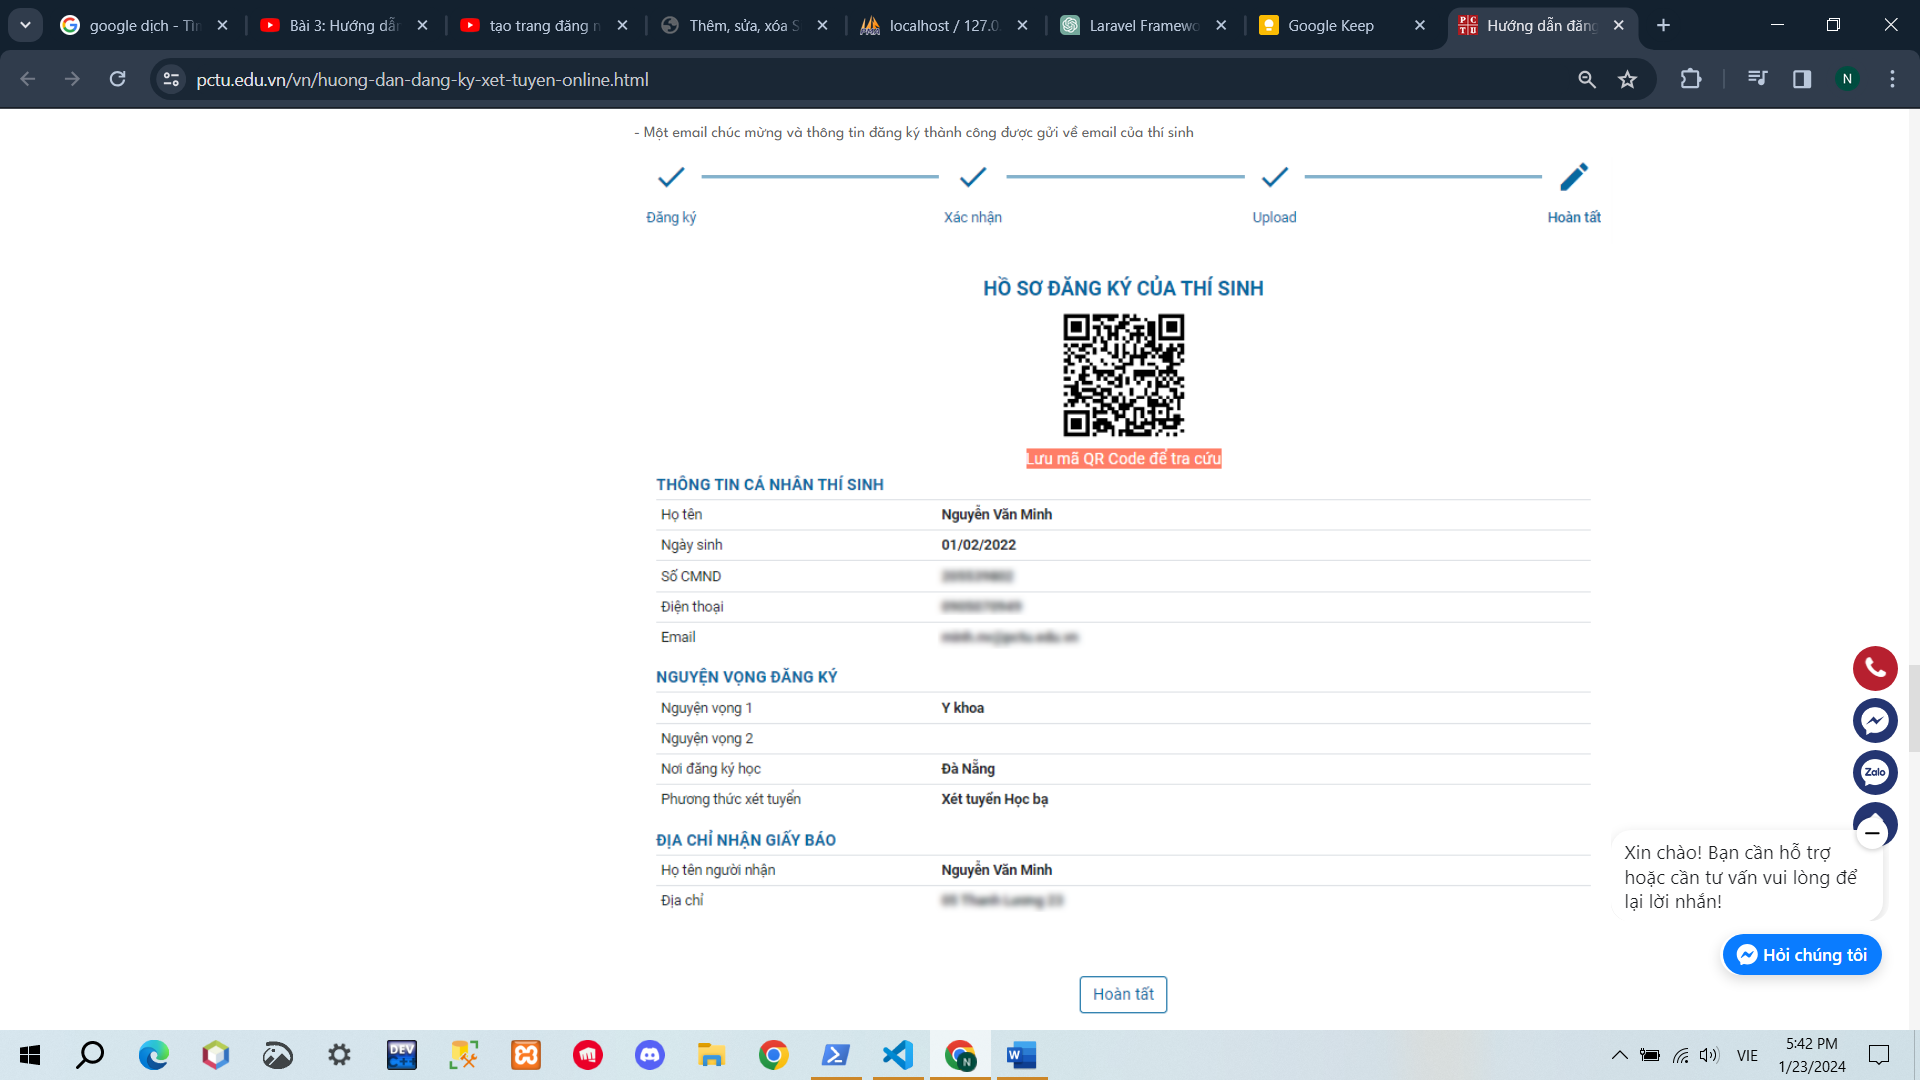 google dịch - Tìn
Bài 3: Hướng dẫn
tạo trang đăng n
Thêm, sửa, xóa S
localhost / 127.0.
Laravel Framewo
Google Keep
Hướng dẫn đăng
pctu.edu.vn/vn/huong-dan-dang-ky-xet-tuyen-online.html
N
- Một email chúc mừng và thông tin đăng ký thành công được gửi về email của thí sinh
Đăng ký
Xác nhận
Upload
Hoàn tất
HỒ SƠ ĐĂNG KÝ CỦA THÍ SINH
Lưu mã QR Code để tra cứu
THÔNG TIN CÁ NHÂN THÍ SINH
Họ tên Nguyễn Văn Minh
Ngày sinh 01/02/2022
Số CMND
Điện thoại
Email
NGUYỆN VỌNG ĐĂNG KÝ
Nguyện vọng 1 Y khoa
Nguyện vọng 2
Nơi đăng ký học Đà Nẵng
Phương thức xét tuyển Xét tuyển Học bạ
ĐỊA CHỈ NHẬN GIẤY BÁO
Họ tên người nhận Nguyễn Văn Minh
Địa chỉ
Hoàn tất
Zalo
Xin chào! Bạn cần hỗ trợ
hoặc cần tư vấn vui lòng để
lại lời nhắn!
Hỏi chúng tôi
DEV
C++
N
W
VIE
5:42 PM
1/23/2024